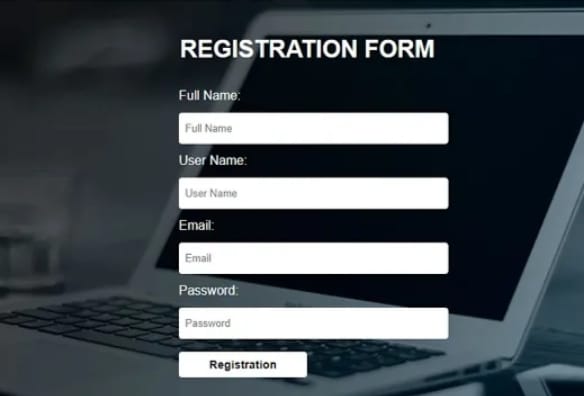 REGISTRATION FORM
Full Name:
Full Name
User Name:
User Name
Email:
Email
Password:
Password
Registration